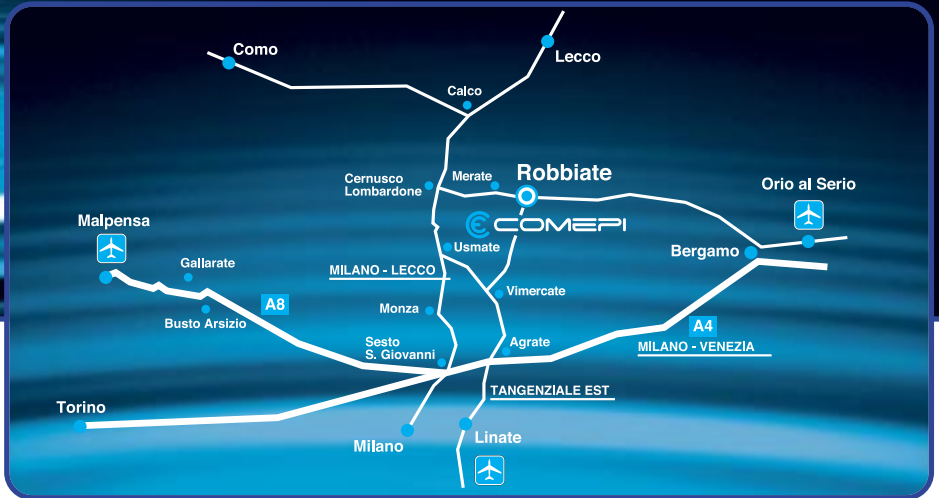 Como
Lecco
Calco
Cernusco
Lombardone
Merate
Robbiate
Orio al Serio
Malpensa
COMEPI
Usmate
Bergamo
Gallarate
MILANO - LECCO
Vimercate
A8
Monza
Busto Arsizio
A4
Sesto
S. Giovanni
Agrate
MILANO - VENEZIA
TANGENZIALE EST
Torino
Milano
Linate